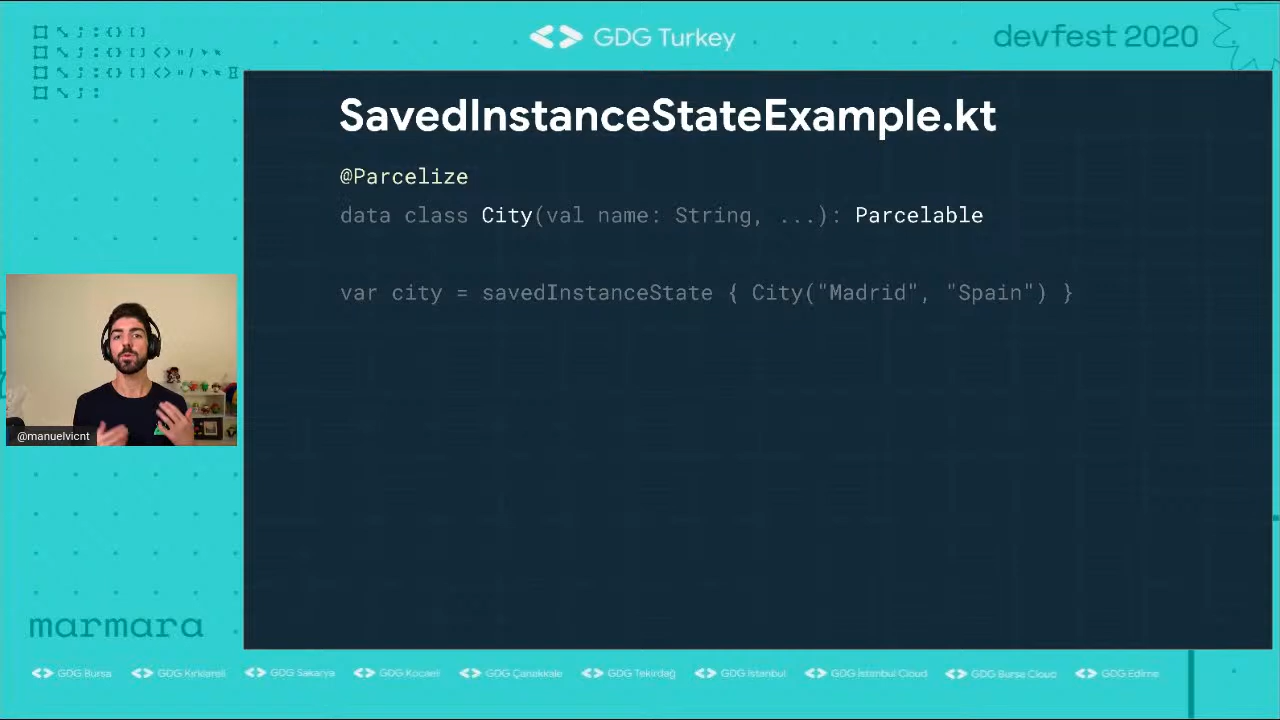 GDG Turkey
devfest 2020
SavedInstanceStateExample.kt
@Parcelize
data class City(val name: String, ...): Parcelable
var city = savedInstanceState { City("Madrid", "Spain") }
@manuelvicnt
marmara
GDG Bursa
GDG Kırklareli
GDG Sakarya
GDG Kocaeli
GDG Çanakkale
GDG Tekirdağ
GDG Istanbul
GDG Istanbul Cloud
GDG Bursa Cloud
GDG Edirne